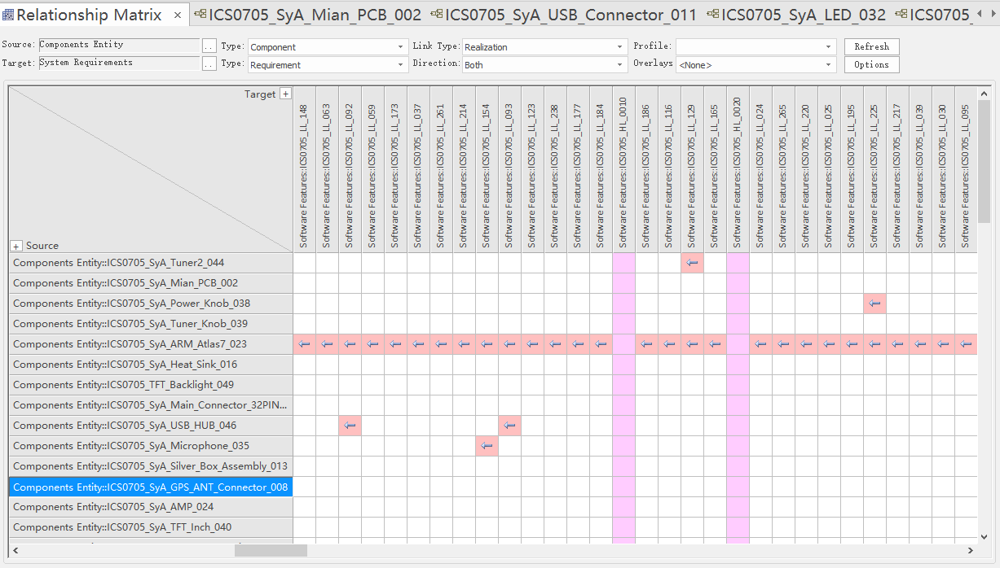 Relationship Matrix × ICS0705_SyA_Mian_PCB_002 ICS0705_SyA_USB_Connector_011 ICS0705_SyA_LED_032 ICS0705_
Source: Components Entity .. Type: Component Link Type: Realization Profile: Refresh
Target: System Requirements .. Type: Requirement Direction: Both Overlays <None> Options
Target +
Software Features::ICS0705_LL_148
Software Features::ICS0705_LL_063
Software Features::ICS0705_LL_092
Software Features::ICS0705_LL_059
Software Features::ICS0705_LL_173
Software Features::ICS0705_LL_037
Software Features::ICS0705_LL_261
Software Features::ICS0705_LL_214
Software Features::ICS0705_LL_154
Software Features::ICS0705_LL_093
Software Features::ICS0705_LL_123
Software Features::ICS0705_LL_238
Software Features::ICS0705_LL_177
Software Features::ICS0705_LL_184
Software Features::ICS0705_HL_0010
Software Features::ICS0705_LL_186
Software Features::ICS0705_LL_116
Software Features::ICS0705_LL_129
Software Features::ICS0705_LL_165
Software Features::ICS0705_HL_0020
Software Features::ICS0705_LL_024
Software Features::ICS0705_LL_265
Software Features::ICS0705_LL_220
Software Features::ICS0705_LL_025
Software Features::ICS0705_LL_195
Software Features::ICS0705_LL_225
Software Features::ICS0705_LL_217
Software Features::ICS0705_LL_039
Software Features::ICS0705_LL_030
Software Features::ICS0705_LL_095
+ Source
Components Entity::ICS0705_SyA_Tuner2_044
Components Entity::ICS0705_SyA_Mian_PCB_002
Components Entity::ICS0705_SyA_Power_Knob_038
Components Entity::ICS0705_SyA_Tuner_Knob_039
Components Entity::ICS0705_SyA_ARM_Atlas7_023
Components Entity::ICS0705_SyA_Heat_Sink_016
Components Entity::ICS0705_TFT_Backlight_049
Components Entity::ICS0705_SyA_Main_Connector_32PIN...
Components Entity::ICS0705_SyA_USB_HUB_046
Components Entity::ICS0705_SyA_Microphone_035
Components Entity::ICS0705_SyA_Silver_Box_Assembly_013
Components Entity::ICS0705_SyA_GPS_ANT_Connector_008
Components Entity::ICS0705_SyA_AMP_024
Components Entity::ICS0705_SyA_TFT_Inch_040